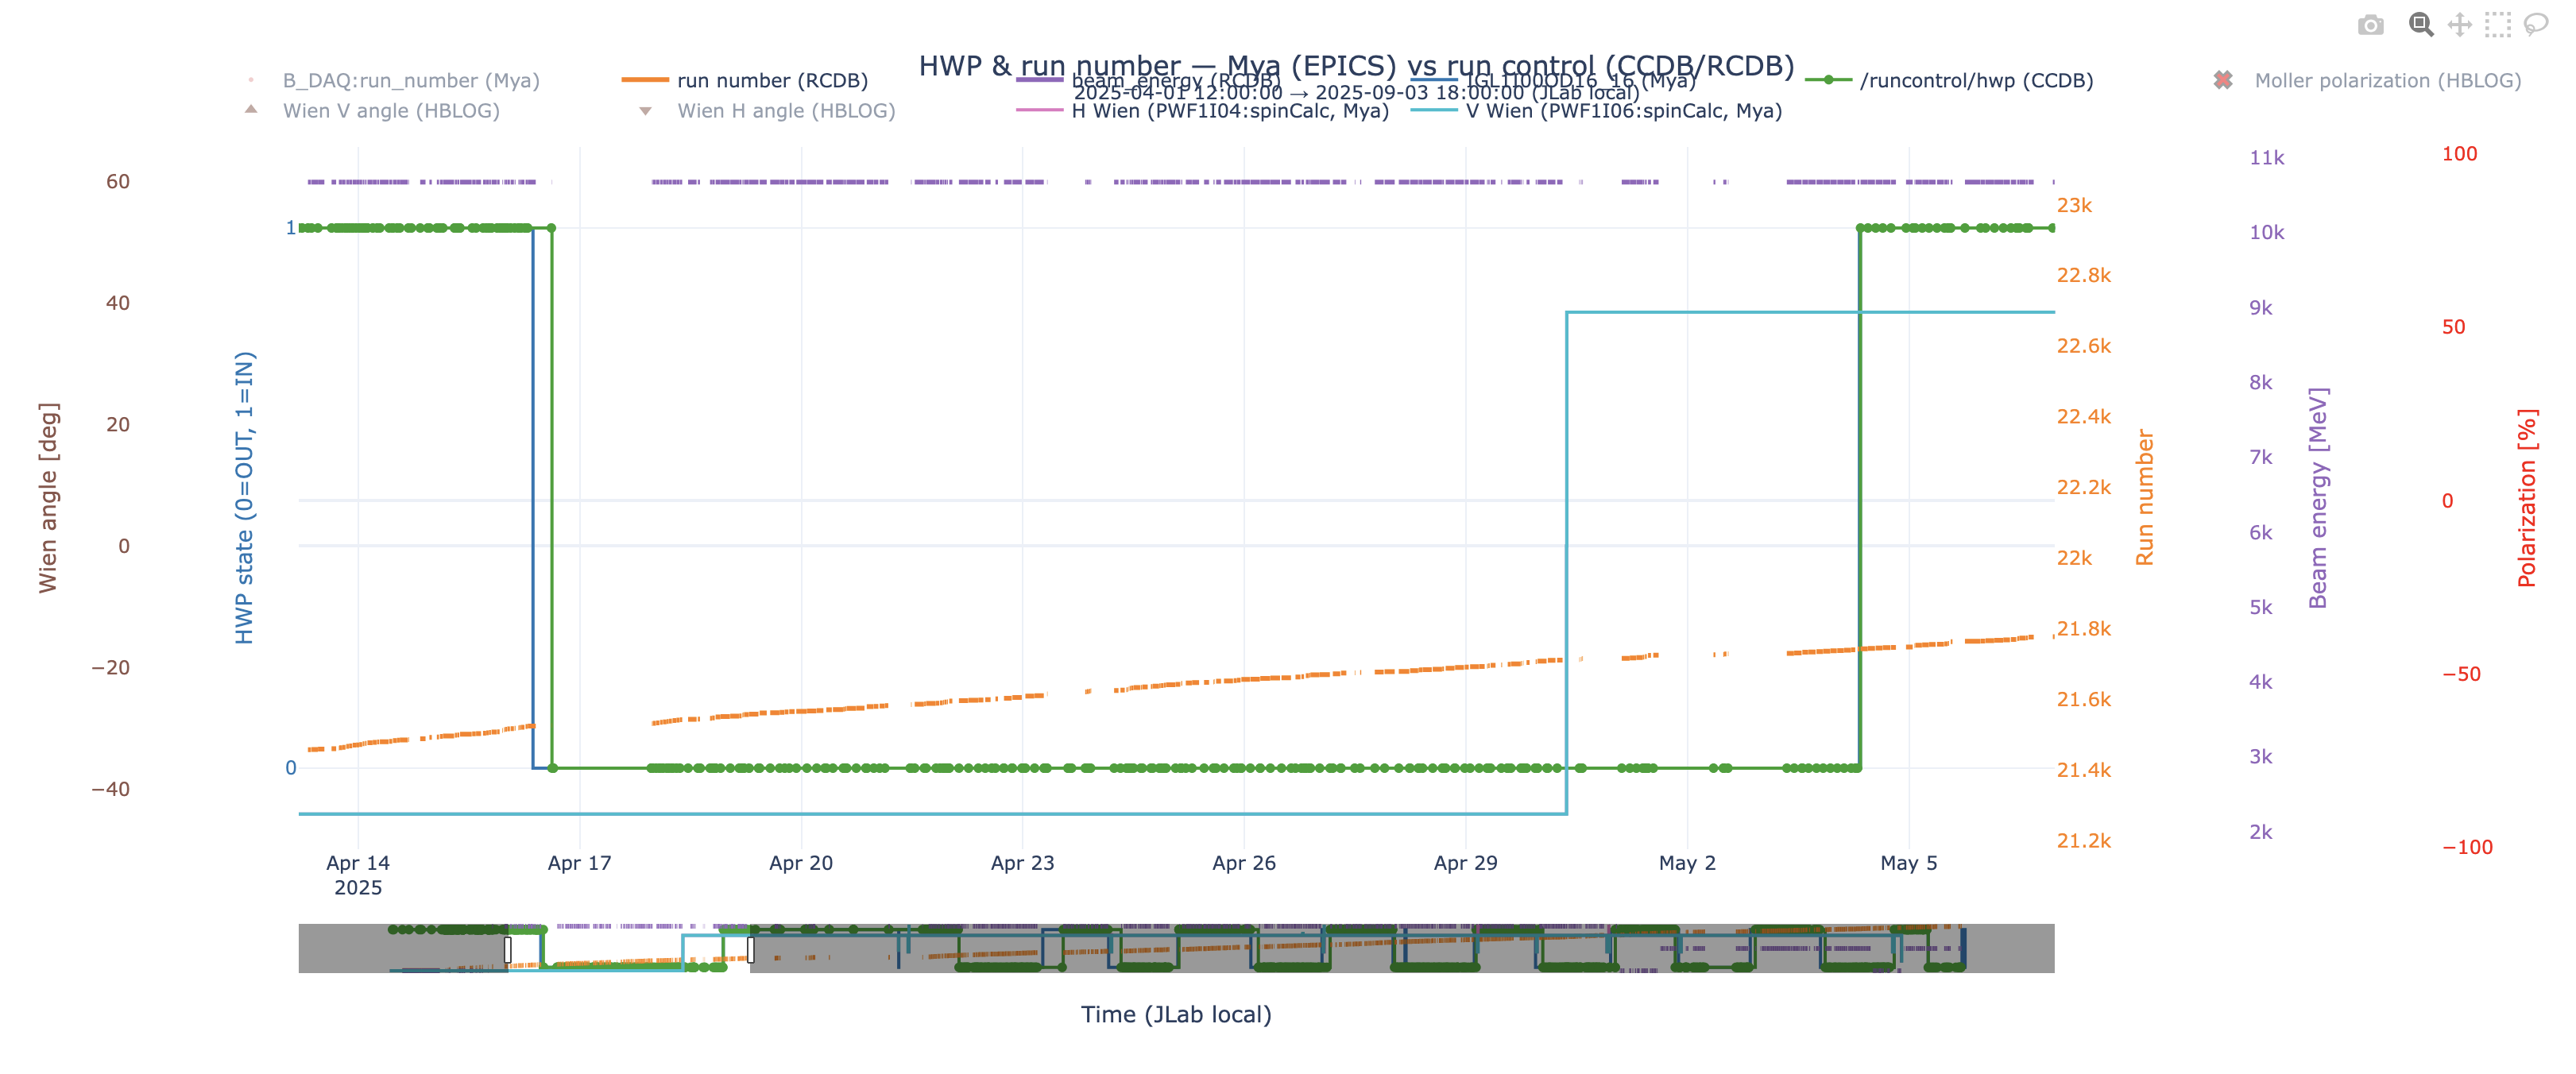 HWP & run number — Mya (EPICS) vs run control (CCDB/RCDB)
B_DAQ:run_number (Mya) run number (RCDB) beam_energy (RCDB) IGL1I00OD16_16 (Mya) /runcontrol/hwp (CCDB) Moller polarization (HBLOG)
2025-04-01 12:00:00 → 2025-09-03 18:00:00 (JLab local)
Wien V angle (HBLOG) Wien H angle (HBLOG) H Wien (PWF1I04:spinCalc, Mya) V Wien (PWF1I06:spinCalc, Mya)
Wien angle [deg]
60
40
20
0
−20
−40
HWP state (0=OUT, 1=IN)
1
0
23k
22.8k
22.6k
22.4k
22.2k
22k
21.8k
21.6k
21.4k
21.2k
Run number
11k
10k
9k
8k
7k
6k
5k
4k
3k
2k
Beam energy [MeV]
100
50
0
−50
−100
Polarization [%]
Apr 14 Apr 17 Apr 20 Apr 23 Apr 26 Apr 29 May 2 May 5
2025
Time (JLab local)